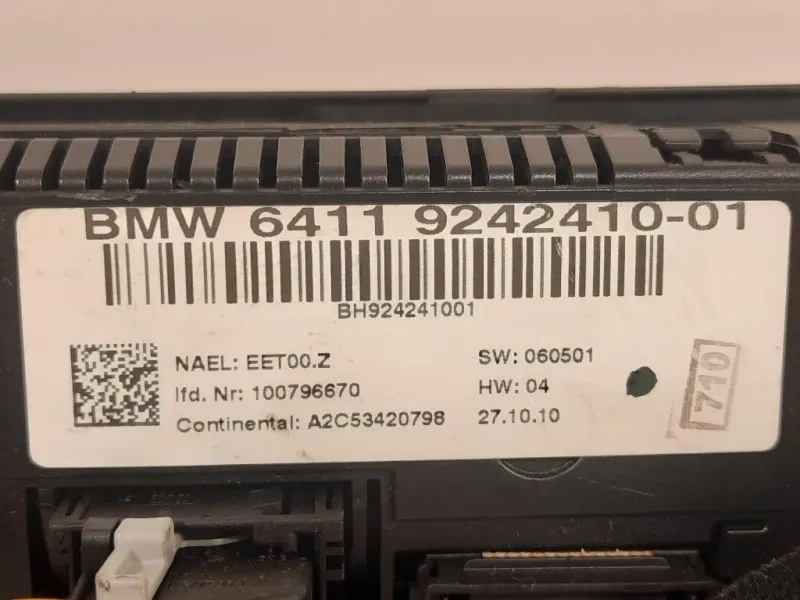 BMW 6411 9242410-01
BH924241001
NAEL: EET00.Z
lfd. Nr: 100796670
Continental: A2C53420798
SW: 060501
HW: 04
27.10.10
710